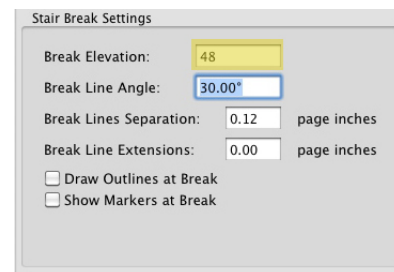 Stair Break Settings
Break Elevation: 48
Break Line Angle: 30.00°
Break Lines Separation: 0.12 page inches
Break Line Extensions: 0.00 page inches
Draw Outlines at Break
Show Markers at Break